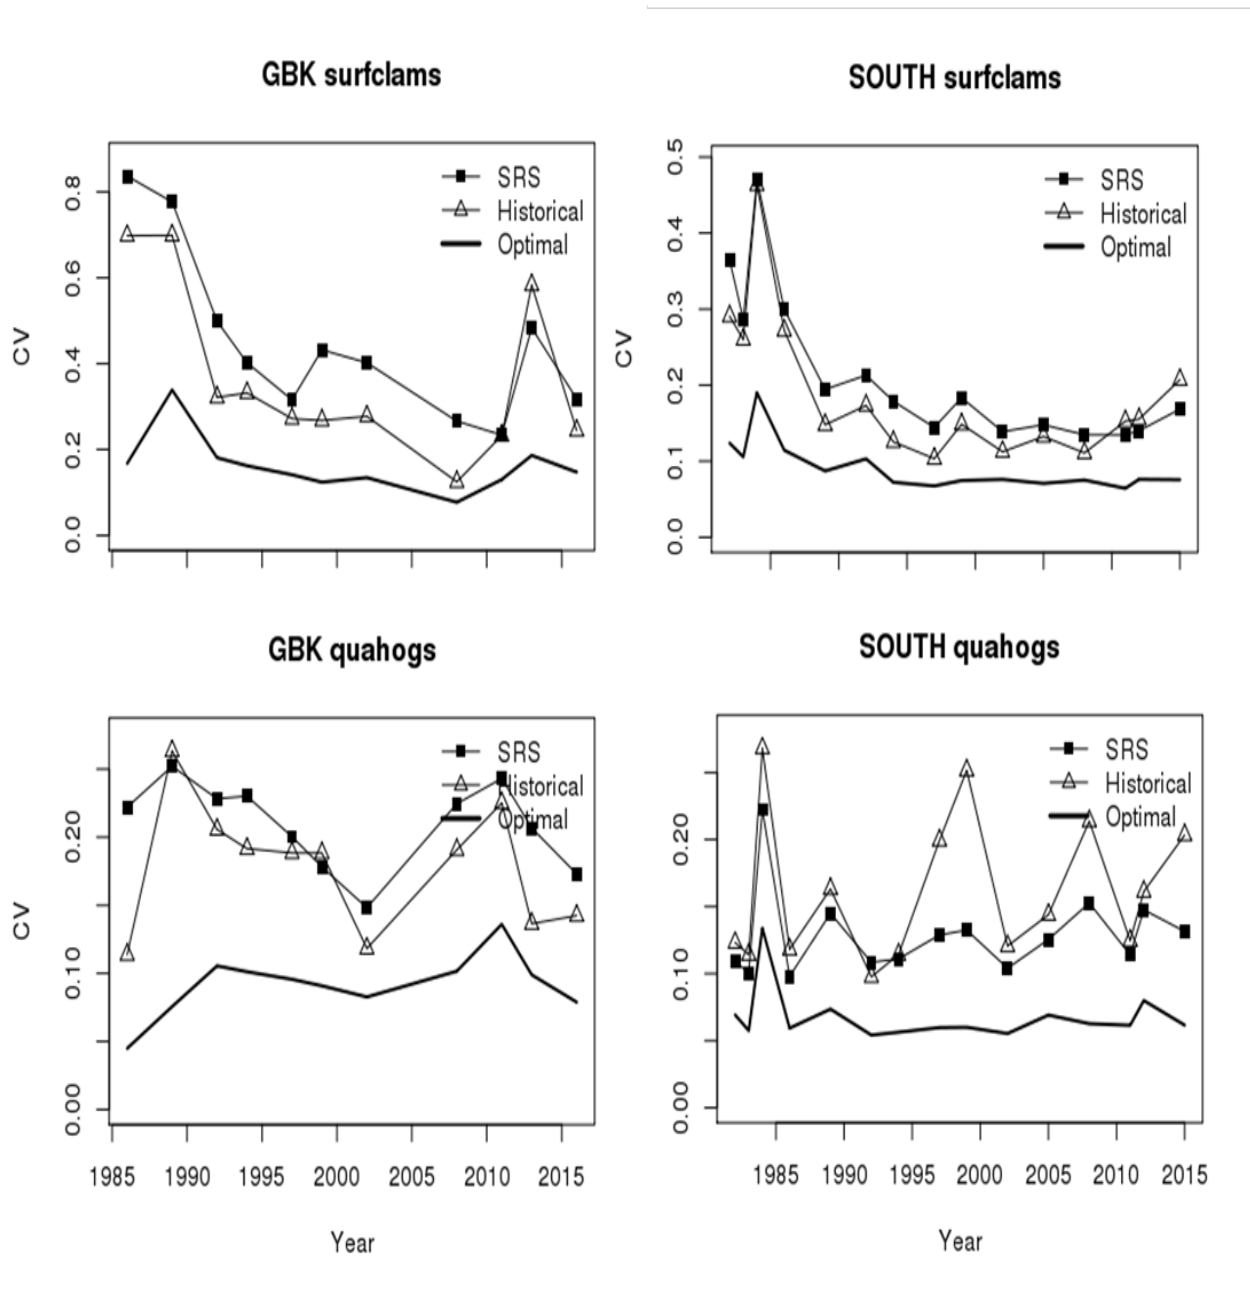 GBK surfclams
CV
0.8
0.6
0.4
0.2
0.0
SRS
Historical
Optimal
SOUTH surfclams
CV
0.5
0.4
0.3
0.2
0.1
0.0
SRS
Historical
Optimal
GBK quahogs
CV
0.20
0.10
0.00
SRS
Historical
Optimal
1985 1990 1995 2000 2005 2010 2015
Year
SOUTH quahogs
0.20
0.10
0.00
SRS
Historical
Optimal
1985 1990 1995 2000 2005 2010 2015
Year